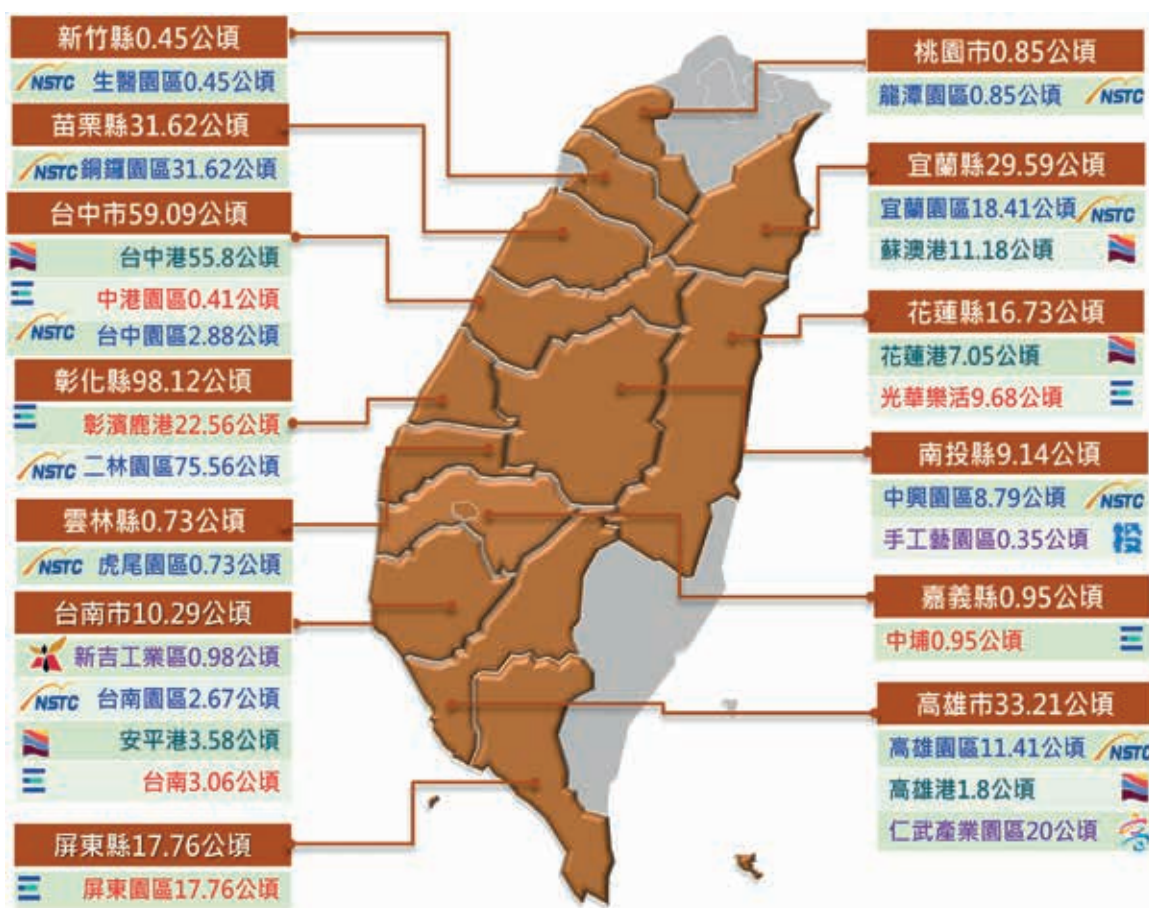 新竹縣0.45公頃
NSTC 生醫園區0.45公頃
苗栗縣31.62公頃
NSTC 銅鑼園區31.62公頃
台中市59.09公頃
台中港55.8公頃
中港園區0.41公頃
NSTC 台中園區2.88公頃
彰化縣98.12公頃
彰濱鹿港22.56公頃
NSTC 二林園區75.56公頃
雲林縣0.73公頃
NSTC 虎尾園區0.73公頃
台南市10.29公頃
新吉工業區0.98公頃
NSTC 台南園區2.67公頃
安平港3.58公頃
台南3.06公頃
屏東縣17.76公頃
屏東園區17.76公頃
桃園市0.85公頃
龍潭園區0.85公頃 NSTC
宜蘭縣29.59公頃
宜蘭園區18.41公頃 NSTC
蘇澳港11.18公頃
花蓮縣16.73公頃
花蓮港7.05公頃
光華樂活9.68公頃
南投縣9.14公頃
中興園區8.79公頃 NSTC
手工藝園區0.35公頃 投
嘉義縣0.95公頃
中埔0.95公頃
高雄市33.21公頃
高雄園區11.41公頃 NSTC
高雄港1.8公頃
仁武產業園區20公頃